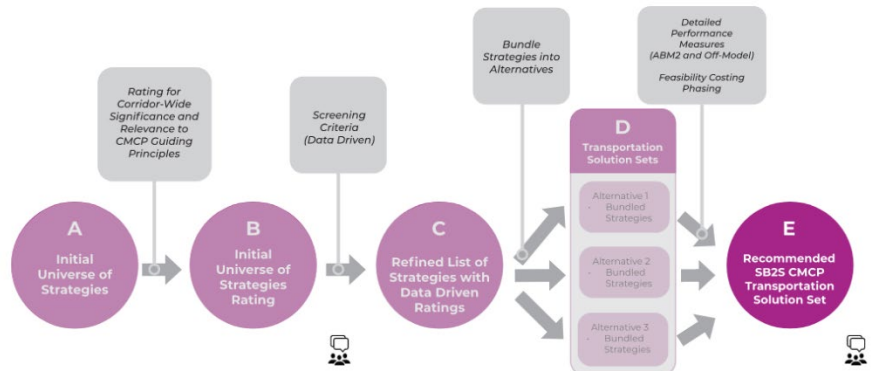 Rating for
Corridor-Wide
Significance and
Relevance to
CMCP Guiding
Principles
Screening
Criteria
(Data Driven)
Bundle
Strategies into
Alternatives
Detailed
Performance
Measures
(ABM2 and Off-Model)
Feasibility Costing
Phasing
A
Initial
Universe of
Strategies
B
Initial
Universe of
Strategies
Rating
C
Refined List of
Strategies with
Data Driven
Ratings
D
Transportation
Solution Sets
Alternative 1
- Bundled
Strategies
Alternative 2
- Bundled
Strategies
Alternative 3
- Bundled
Strategies
E
Recommended
SB2S CMCP
Transportation
Solution Set